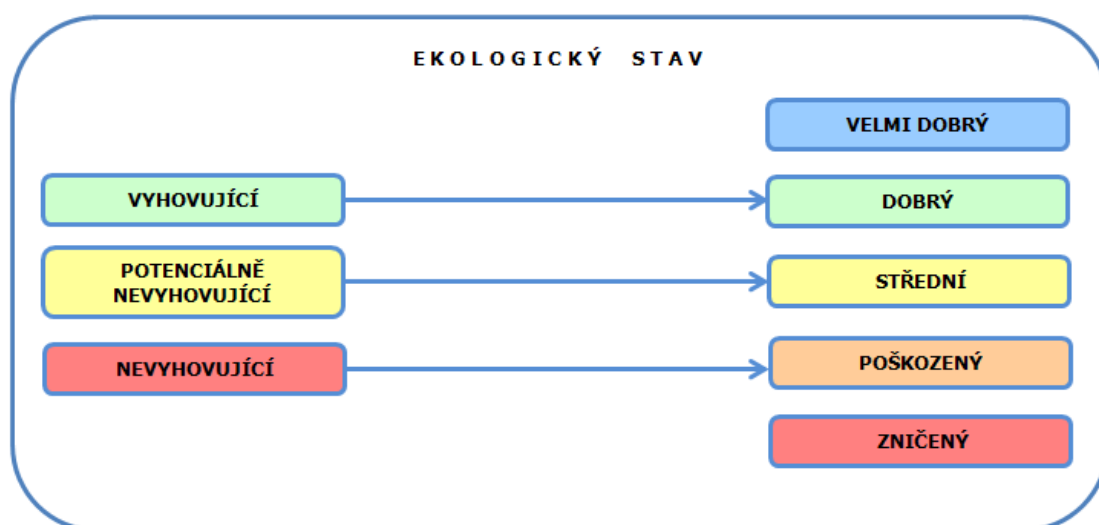 EKOLOGICKÝ STAV
VELMI DOBRÝ
VYHOVUJÍCÍ
DOBRÝ
POTENCIÁLNĚ
NEVYHOVUJÍCÍ
STŘEDNÍ
NEVYHOVUJÍCÍ
POŠKOZENÝ
ZNIČENÝ